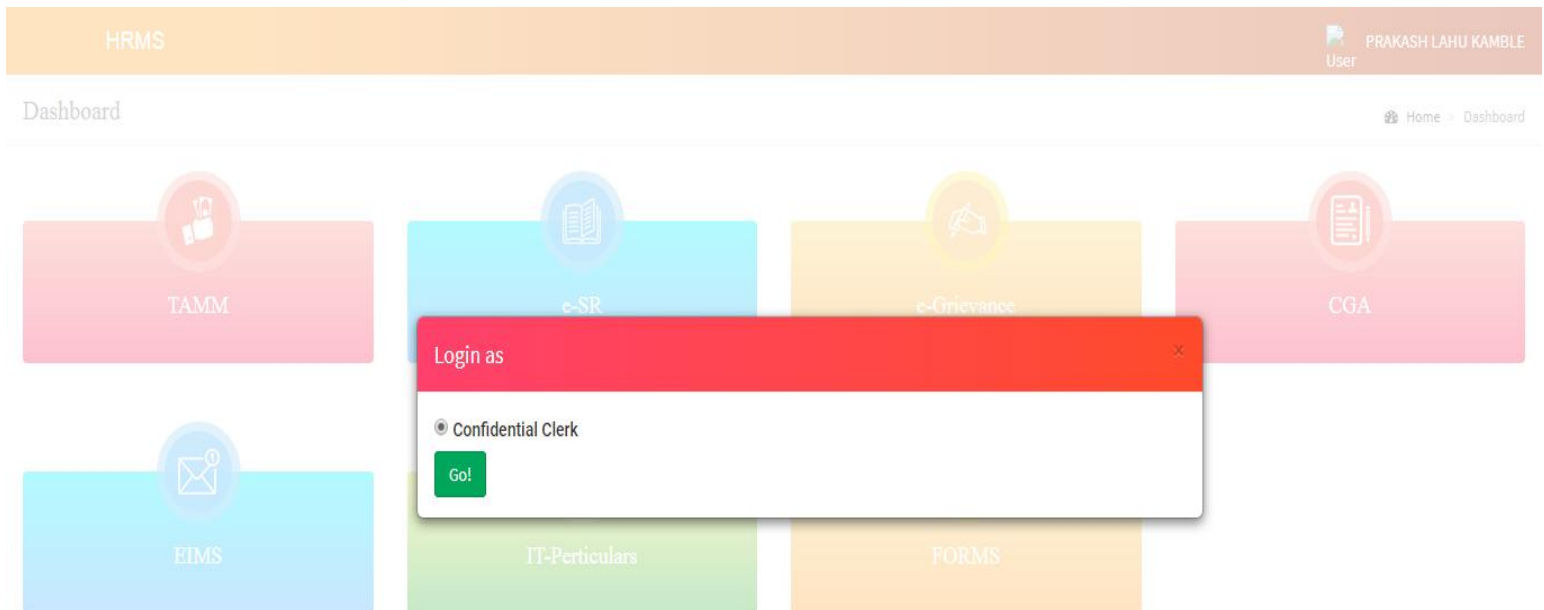 HRMS
User
PRAKASH LAHU KAMBLE
Dashboard
Home > Dashboard
TAMM
e-SR
e-Grievance
CGA
Login as
x
Confidential Clerk
Go!
1
EIMS
IT-Perticulars
FORMS